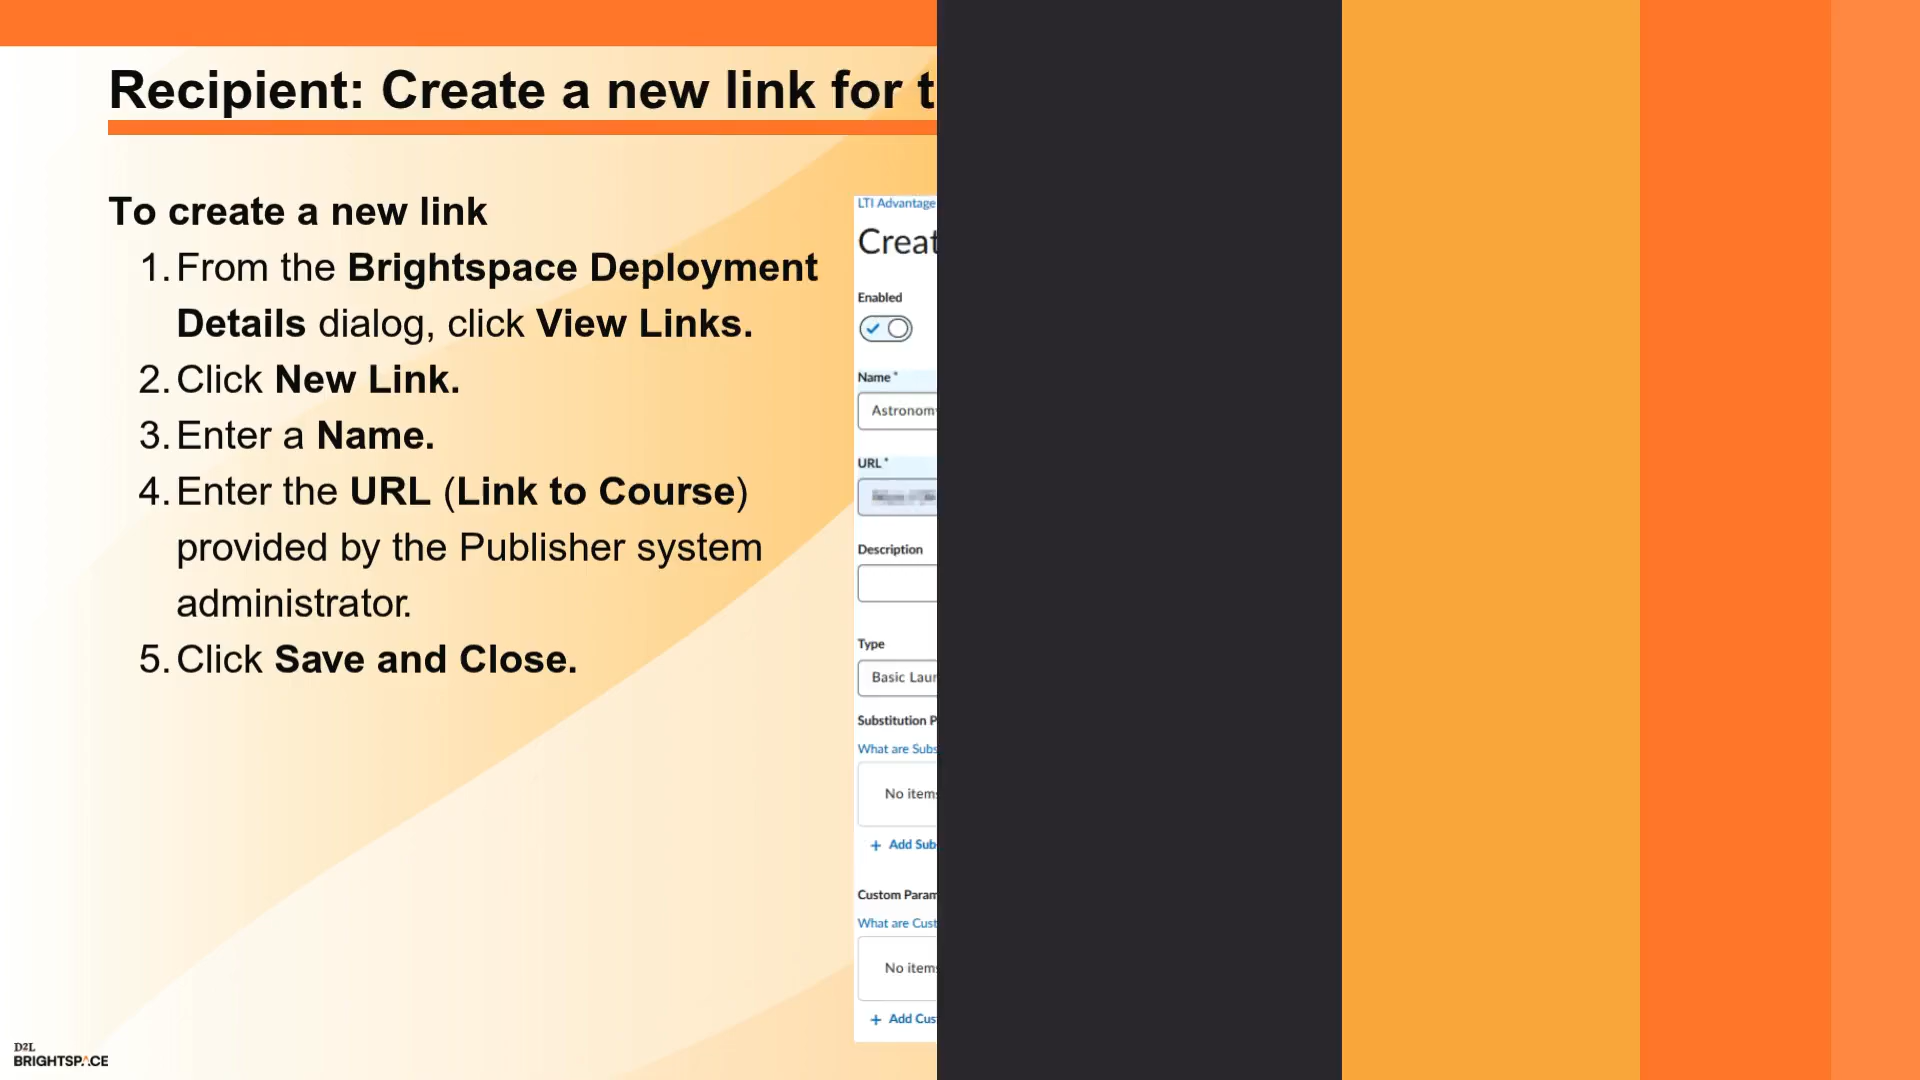 Recipient: Create a new link for t
To create a new link
1. From the Brightspace Deployment
Details dialog, click View Links.
2. Click New Link.
3. Enter a Name.
4. Enter the URL (Link to Course)
provided by the Publisher system
administrator.
5. Click Save and Close.
LTI Advantage
Creat
Enabled
Name *
Astronom
URL *
Description
Type
Basic Laun
Substitution P
What are Subs
No items
+ Add Sub
Custom Param
What are Cust
No items
+ Add Cus
D2L
BRIGHTSPACE